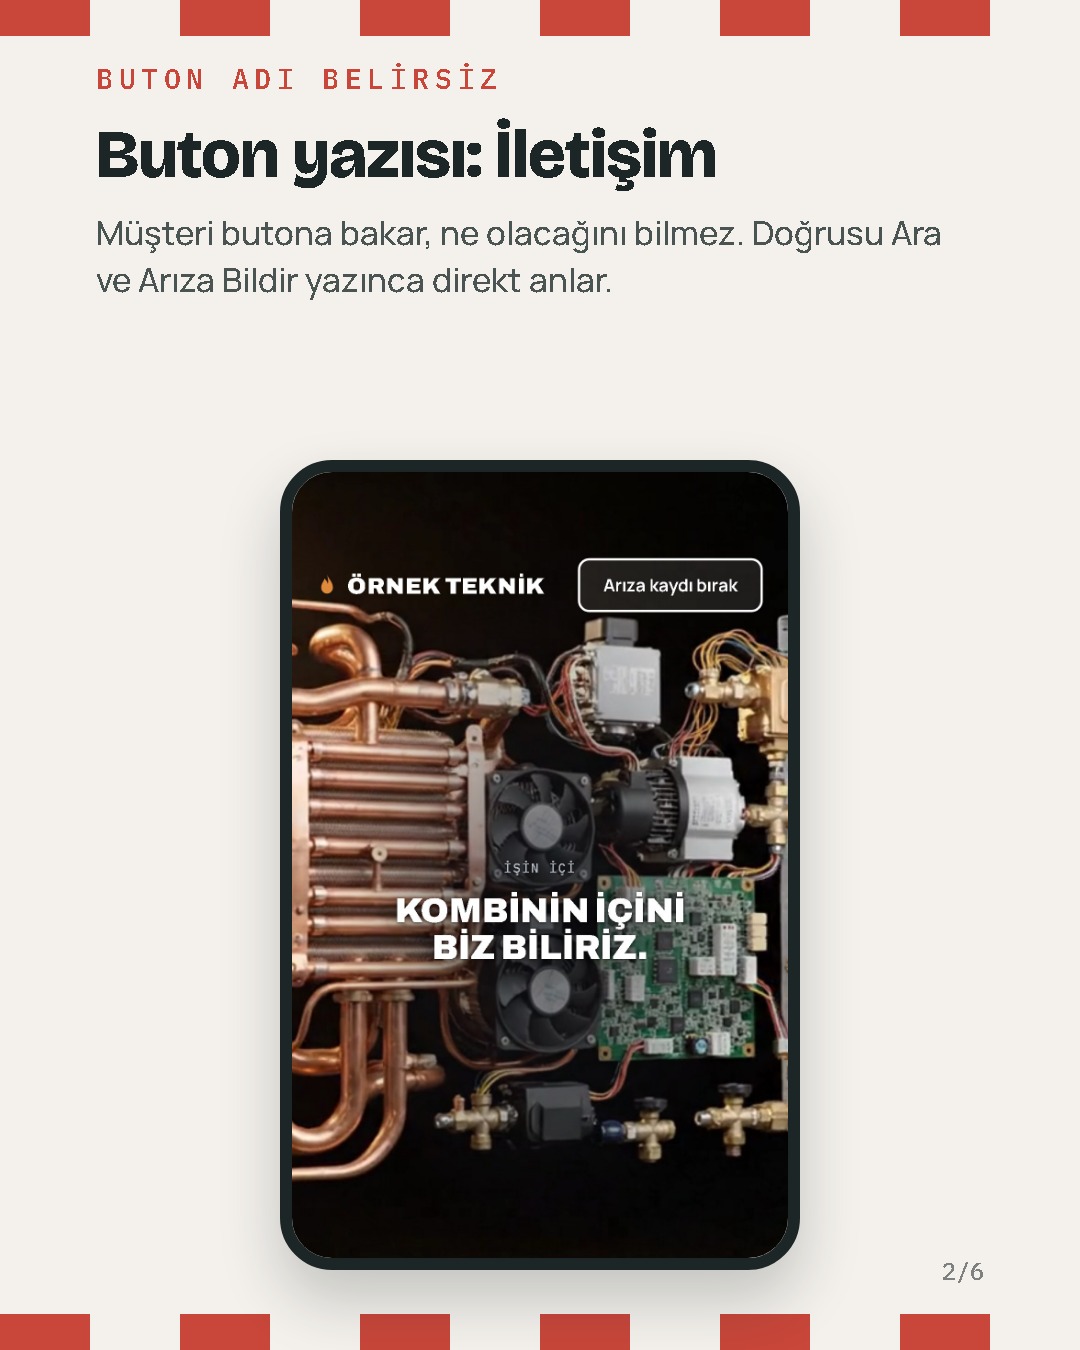 BUTON ADI BELİRSİZ
Buton yazısı: İletişim
Müşteri butona bakar, ne olacağını bilmez. Doğrusu Ara
ve Arıza Bildir yazınca direkt anlar.
ÖRNEK TEKNİK
Arıza kaydı bırak
İŞİN İÇİ
KOMBİNİN İÇİNİ
BİZ BİLİRİZ.
2/6